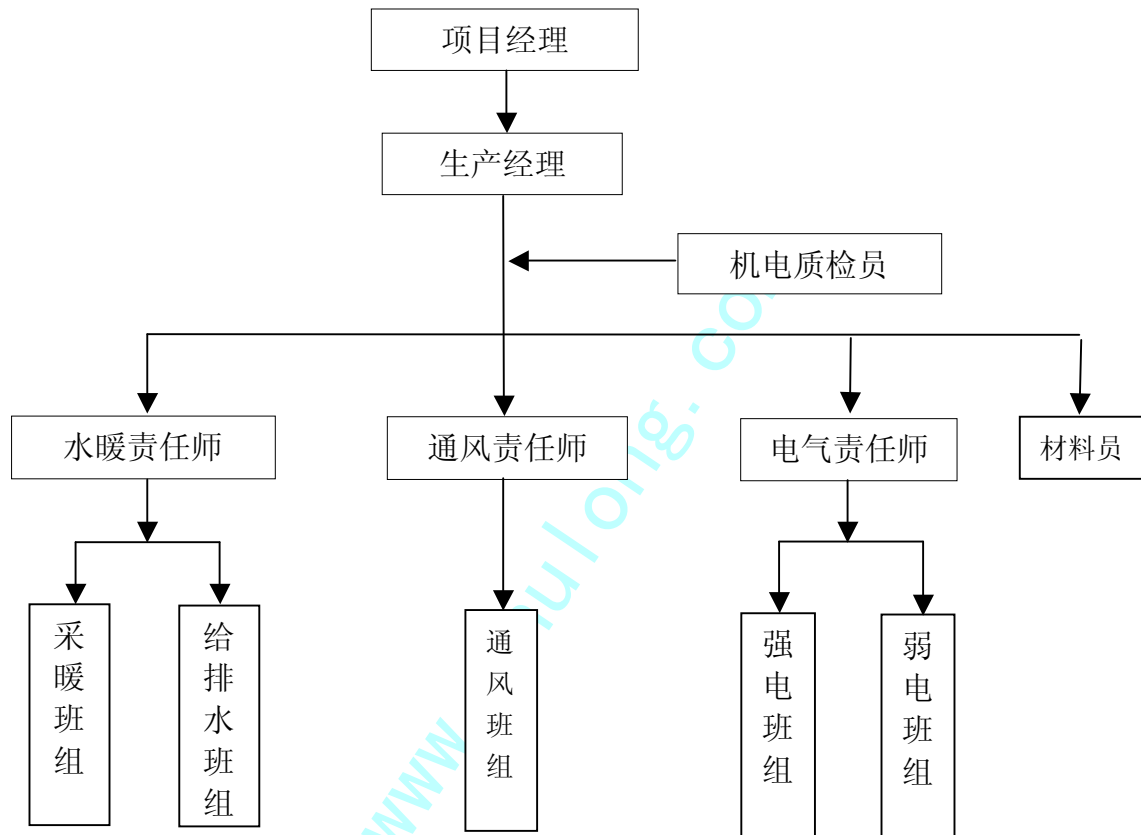 项目经理
生产经理
机电质检员
水暖责任师
通风责任师
电气责任师
材料员
采暖班组
给排水班组
通风班组
强电班组
弱电班组